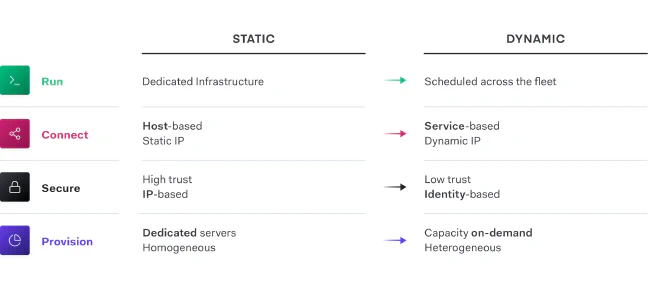 STATIC
DYNAMIC
Run
Dedicated Infrastructure
Scheduled across the fleet
Connect
Host-based
Static IP
Service-based
Dynamic IP
Secure
High trust
IP-based
Low trust
Identity-based
Provision
Dedicated servers
Homogeneous
Capacity on-demand
Heterogeneous